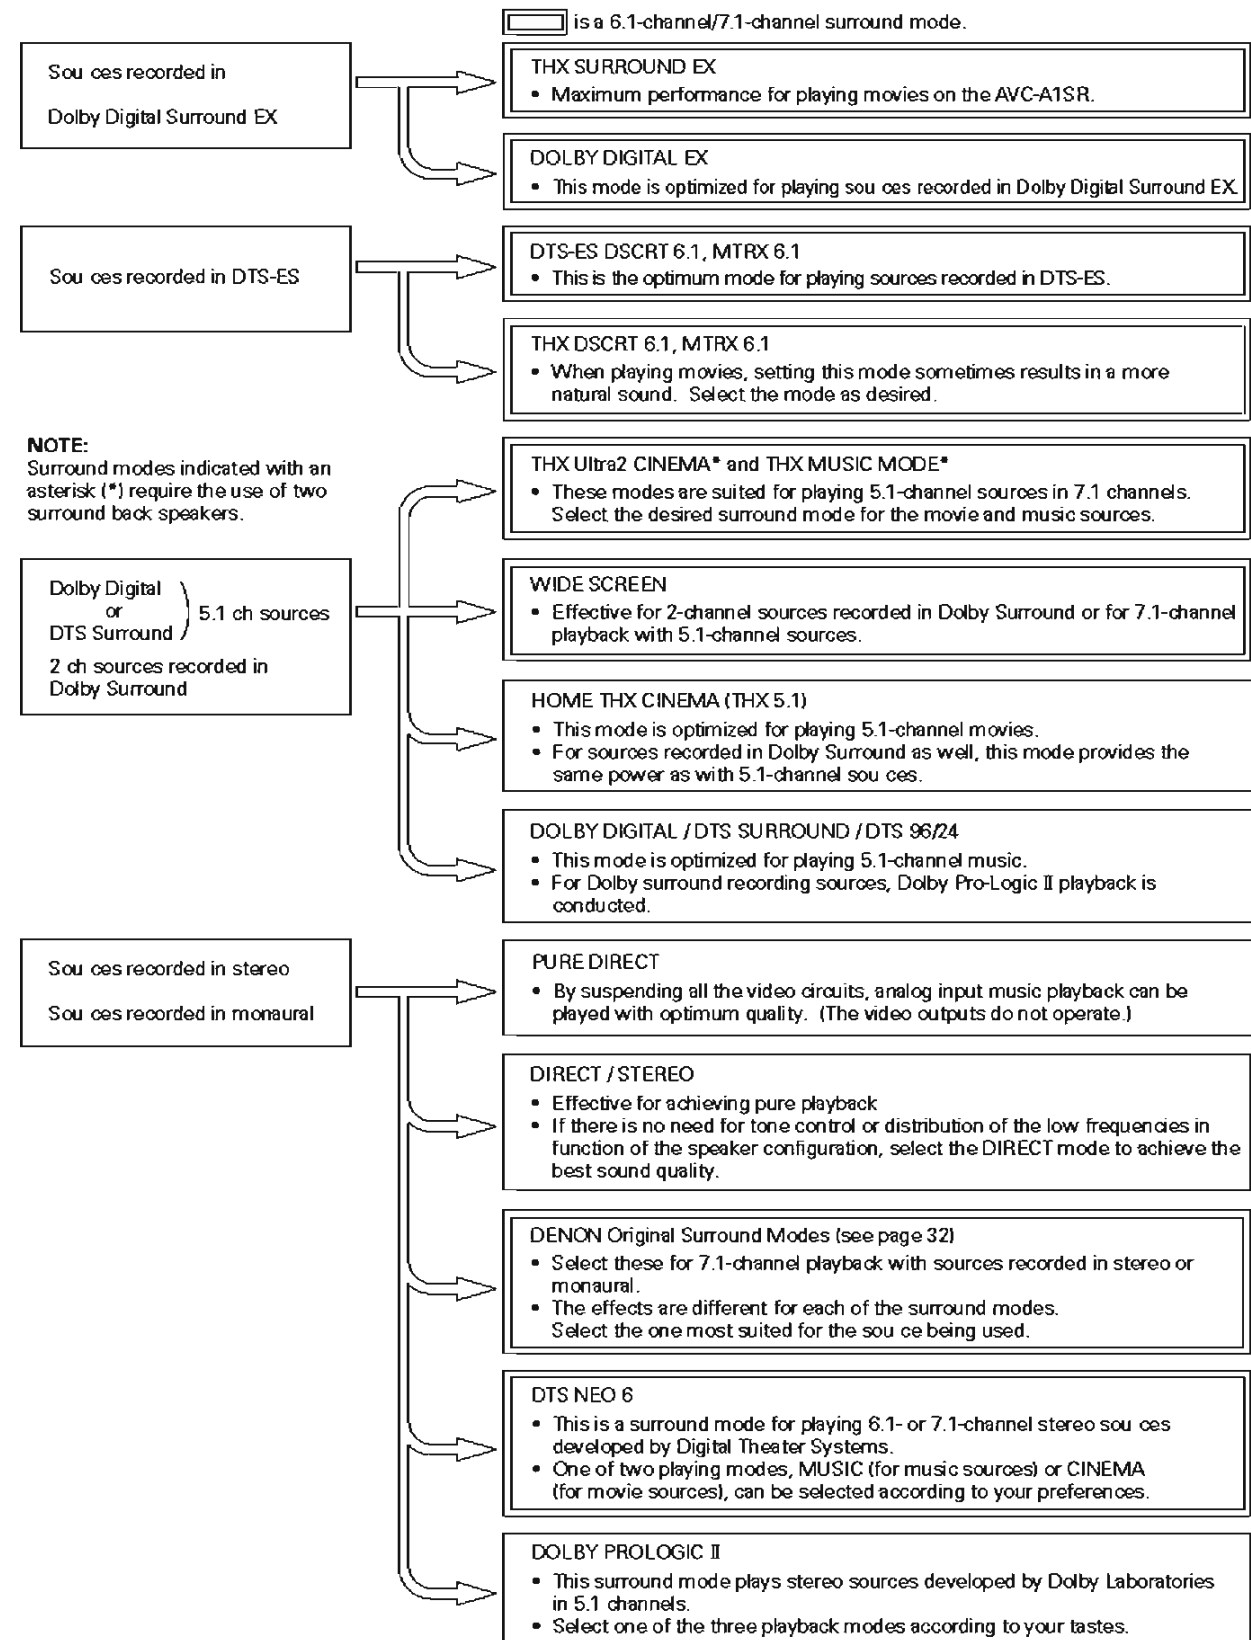 is a 6.1-channel/7.1-channel surround mode.
Sou ces recorded in
Dolby Digital Surround EX
THX SURROUND EX
• Maximum performance for playing movies on the AVC-A1SR.
DOLBY DIGITAL EX
• This mode is optimized for playing sou ces recorded in Dolby Digital Surround EX.
Sou ces recorded in DTS-ES
DTS-ES DSCRT 6.1, MTRX 6.1
• This is the optimum mode for playing sources recorded in DTS-ES.
THX DSCRT 6.1, MTRX 6.1
• When playing movies, setting this mode sometimes results in a more
natural sound. Select the mode as desired.
NOTE:
Surround modes indicated with an
asterisk (*) require the use of two
surround back speakers.
THX Ultra2 CINEMA* and THX MUSIC MODE*
• These modes are suited for playing 5.1-channel sources in 7.1 channels.
Select the desired surround mode for the movie and music sources.
Dolby Digital
or
DTS Surround
5.1 ch sources
2 ch sources recorded in
Dolby Surround
WIDE SCREEN
• Effective for 2-channel sources recorded in Dolby Surround or for 7.1-channel
playback with 5.1-channel sources.
HOME THX CINEMA (THX 5.1)
• This mode is optimized for playing 5.1-channel movies.
• For sources recorded in Dolby Surround as well, this mode provides the
same power as with 5.1-channel sou ces.
DOLBY DIGITAL / DTS SURROUND / DTS 96/24
• This mode is optimized for playing 5.1-channel music.
• For Dolby surround recording sources, Dolby Pro-Logic II playback is
conducted.
Sou ces recorded in stereo
Sou ces recorded in monaural
PURE DIRECT
• By suspending all the video circuits, analog input music playback can be
played with optimum quality. (The video outputs do not operate.)
DIRECT / STEREO
• Effective for achieving pure playback
• If there is no need for tone control or distribution of the low frequencies in
function of the speaker configuration, select the DIRECT mode to achieve the
best sound quality.
DENON Original Surround Modes (see page 32)
• Select these for 7.1-channel playback with sources recorded in stereo or
monaural.
• The effects are different for each of the surround modes.
Select the one most suited for the sou ce being used.
DTS NEO 6
• This is a surround mode for playing 6.1- or 7.1-channel stereo sou ces
developed by Digital Theater Systems.
• One of two playing modes, MUSIC (for music sources) or CINEMA
(for movie sources), can be selected according to your preferences.
DOLBY PROLOGIC II
• This surround mode plays stereo sources developed by Dolby Laboratories
in 5.1 channels.
• Select one of the three playback modes according to your tastes.